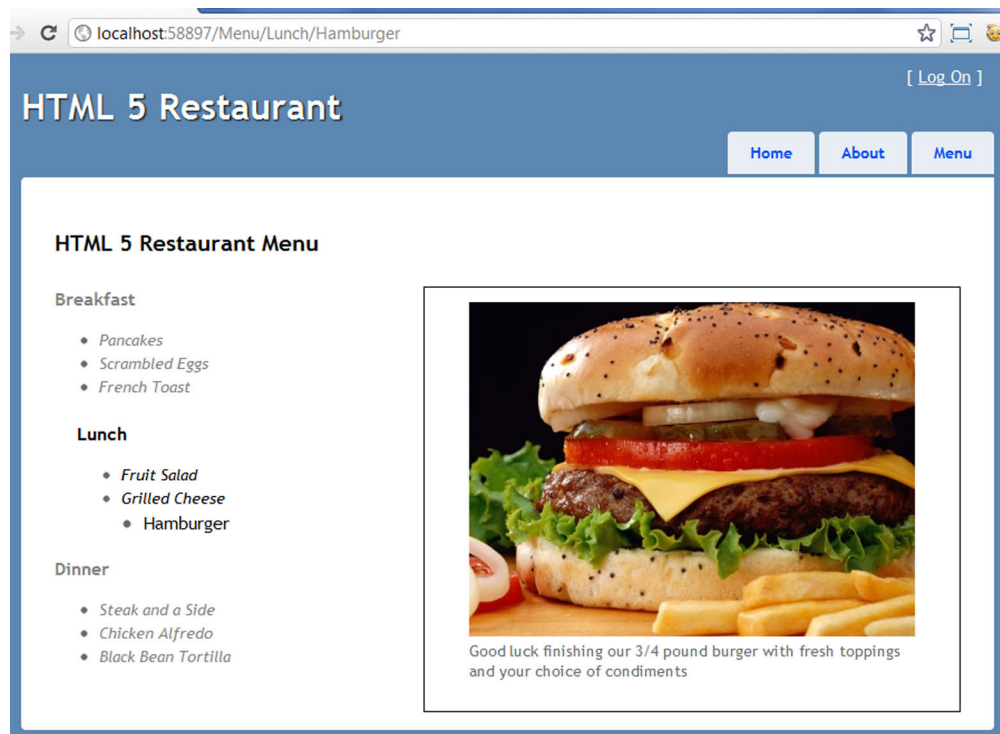 localhost:58897/Menu/Lunch/Hamburger
[ Log On ]
HTML 5 Restaurant
Home About Menu
HTML 5 Restaurant Menu
Breakfast
Pancakes
Scrambled Eggs
French Toast
Lunch
Fruit Salad
Grilled Cheese
Hamburger
Dinner
Steak and a Side
Chicken Alfredo
Black Bean Tortilla
Good luck finishing our 3/4 pound burger with fresh toppings
and your choice of condiments